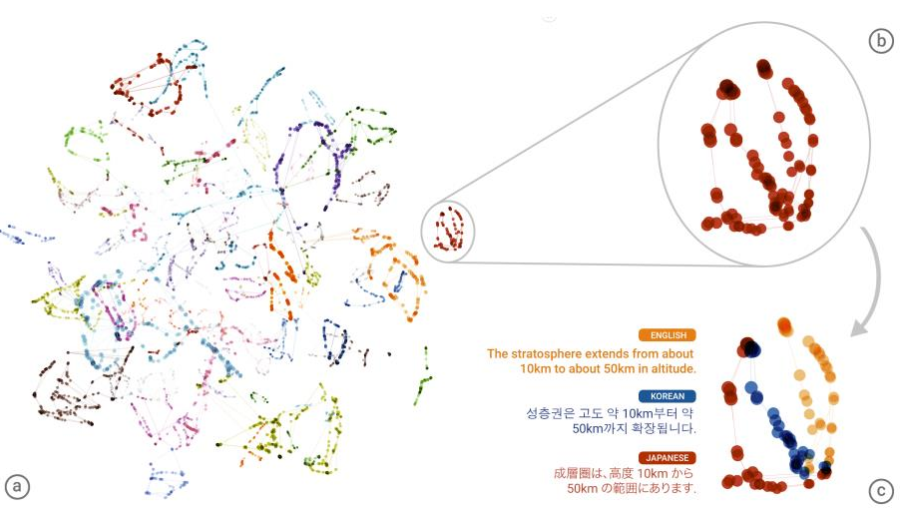 b
ENGLISH
The stratosphere extends from about
10km to about 50km in altitude.
KOREAN
성층권은 고도 약 10km부터 약
50km까지 확장됩니다.
JAPANESE
成層圏は、高度 10km から
50km の範囲にあります.
a
c